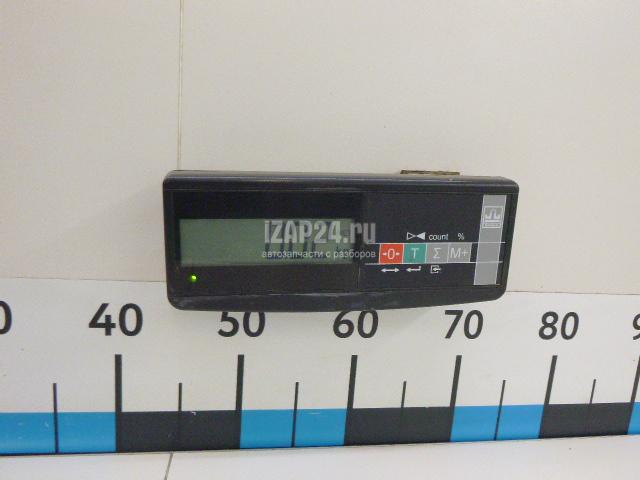 iZAP24.ru
автозапчасти с разборов
count %
→0← T Σ M+
40 50 60 70 80